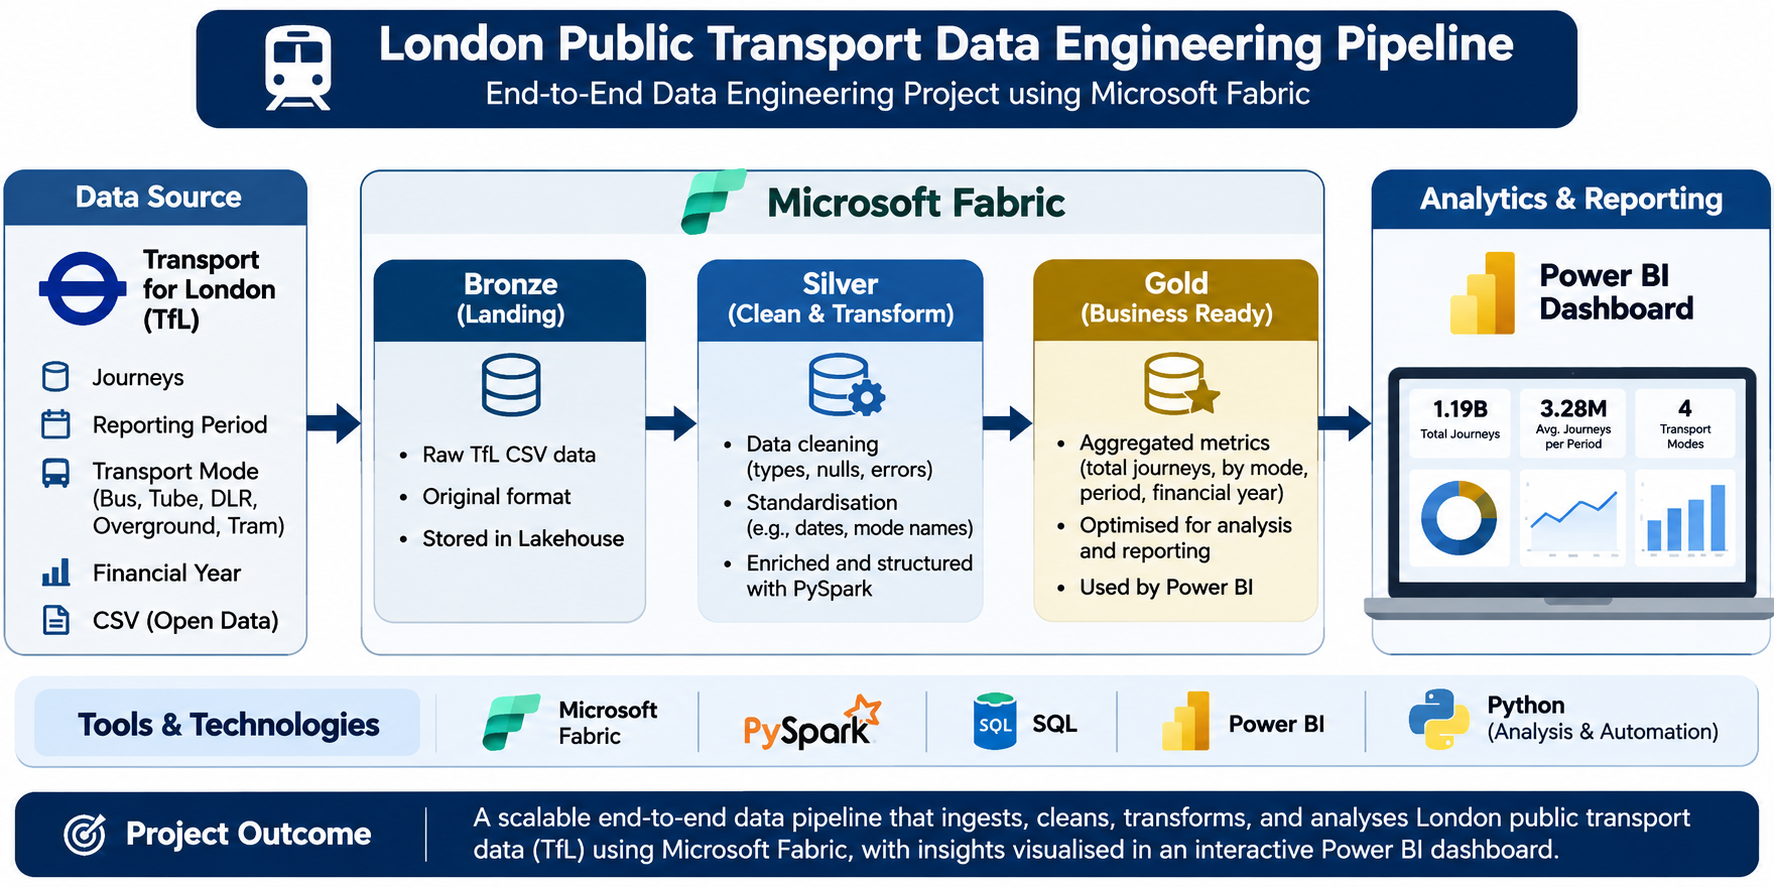 London Public Transport Data Engineering Pipeline
End-to-End Data Engineering Project using Microsoft Fabric
Data Source
Transport
for London
(TfL)
Journeys
Reporting Period
Transport Mode
(Bus, Tube, DLR,
Overground, Tram)
Financial Year
CSV (Open Data)
Microsoft Fabric
Bronze
(Landing)
• Raw TfL CSV data
• Original format
• Stored in Lakehouse
Silver
(Clean & Transform)
• Data cleaning
(types, nulls, errors)
• Standardisation
(e.g., dates, mode names)
• Enriched and structured
with PySpark
Gold
(Business Ready)
• Aggregated metrics
(total journeys, by mode,
period, financial year)
• Optimised for analysis
and reporting
• Used by Power BI
Analytics & Reporting
Power BI
Dashboard
1.19B
Total Journeys
3.28M
Avg. Journeys
per Period
4
Transport
Modes
Tools & Technologies
Microsoft
Fabric
PySpark
SQL
SQL
Power BI
Python
(Analysis & Automation)
Project Outcome
A scalable end-to-end data pipeline that ingests, cleans, transforms, and analyses London public transport
data (TfL) using Microsoft Fabric, with insights visualised in an interactive Power BI dashboard.